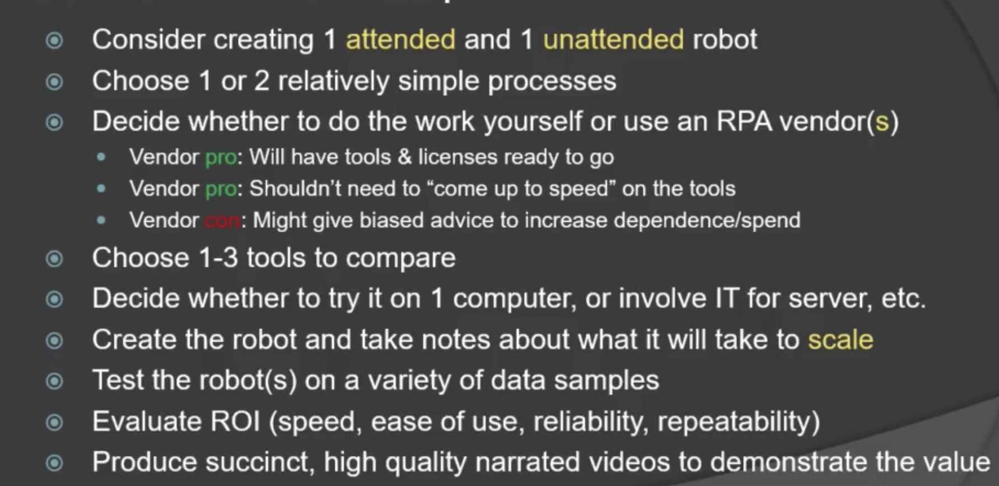 Consider creating 1 attended and 1 unattended robot
Choose 1 or 2 relatively simple processes
Decide whether to do the work yourself or use an RPA vendor(s)
Vendor pro: Will have tools & licenses ready to go
Vendor pro: Shouldn't need to “come up to speed” on the tools
Vendor con: Might give biased advice to increase dependence/spend
Choose 1-3 tools to compare
Decide whether to try it on 1 computer, or involve IT for server, etc.
Create the robot and take notes about what it will take to scale
Test the robot(s) on a variety of data samples
Evaluate ROI (speed, ease of use, reliability, repeatability)
Produce succinct, high quality narrated videos to demonstrate the value